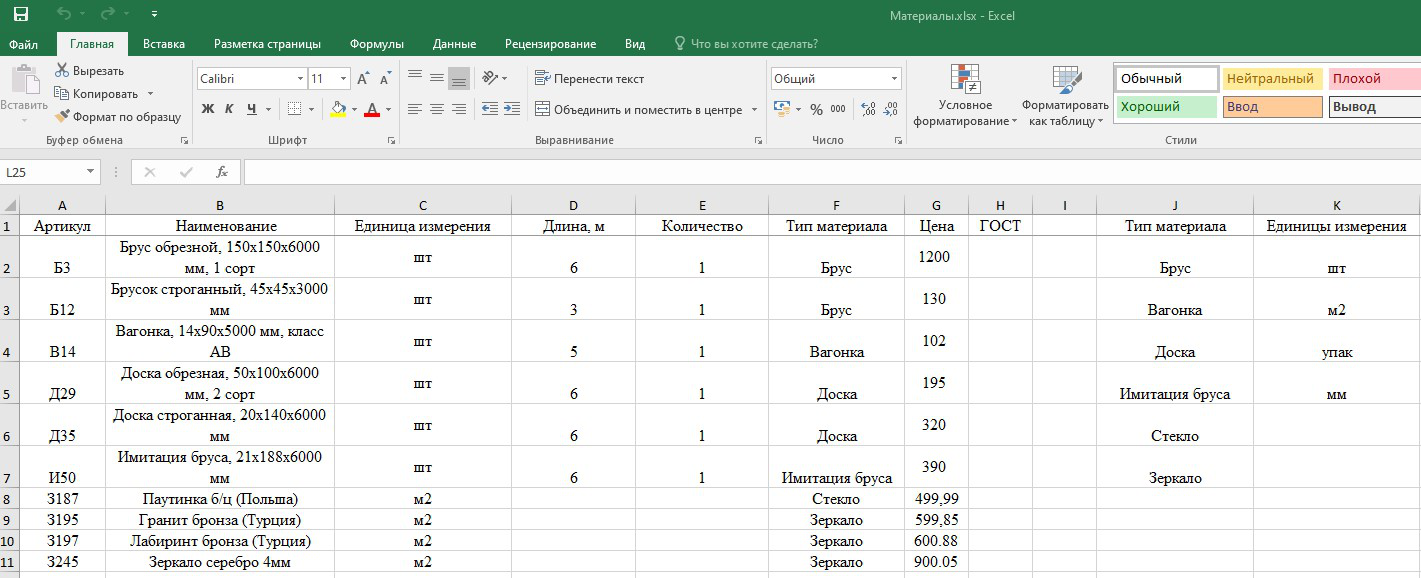 Материалы.xlsx - Excel
Файл Главная Вставка Разметка страницы Формулы Данные Рецензирование Вид Что вы хотите сделать?
Вставить
Вырезать
Копировать
Формат по образцу
Буфер обмена
Calibri 11
Ж К Ч
Шрифт
Перенести текст
Объединить и поместить в центре
Выравнивание
Общий
% 000
Число
Условное форматирование
Форматировать как таблицу
Обычный Нейтральный Плохой
Хороший Ввод Вывод
Стили
L25 fx
A B C D E F G H I J K
1 Артикул Наименование Единица измерения Длина, м Количество Тип материала Цена ГОСТ Тип материала Единицы измерения
2 Б3 Брус обрезной, 150х150х6000 мм, 1 сорт шт 6 1 Брус 1200 Брус шт
3 Б12 Брусок строганный, 45х45х3000 мм шт 3 1 Брус 130 Вагонка м2
4 В14 Вагонка, 14х90х5000 мм, класс АВ шт 5 1 Вагонка 102 Доска упак
5 Д29 Доска обрезная, 50х100х6000 мм, 2 сорт шт 6 1 Доска 195 Имитация бруса мм
6 Д35 Доска строганная, 20х140х6000 мм шт 6 1 Доска 320 Стекло
7 И50 Имитация бруса, 21х188х6000 мм шт 6 1 Имитация бруса 390 Зеркало
8 З187 Паутинка б/ц (Польша) м2 Стекло 499,99
9 З195 Гранит бронза (Турция) м2 Зеркало 599,85
10 З197 Лабиринт бронза (Турция) м2 Зеркало 600.88
11 З245 Зеркало серебро 4мм м2 Зеркало 900.05